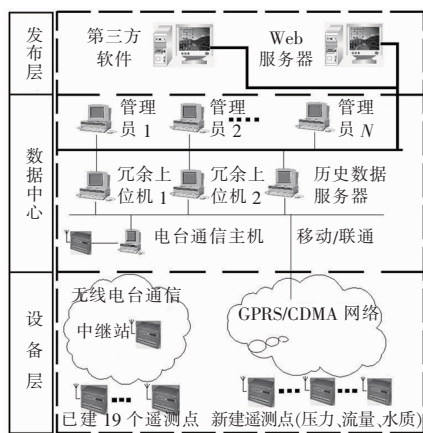 发布层
第三方
软件
Web
服务器
数据中心
管理
员 1
管理
员 2
管理
员 N
冗余上
位机 1
冗余上
位机 2
历史数据
服务器
电台通信主机
移动/联通
设备层
无线电台通信
中继站
GPRS/CDMA 网络
已建 19 个遥测点
新建遥测点(压力、流量、水质)